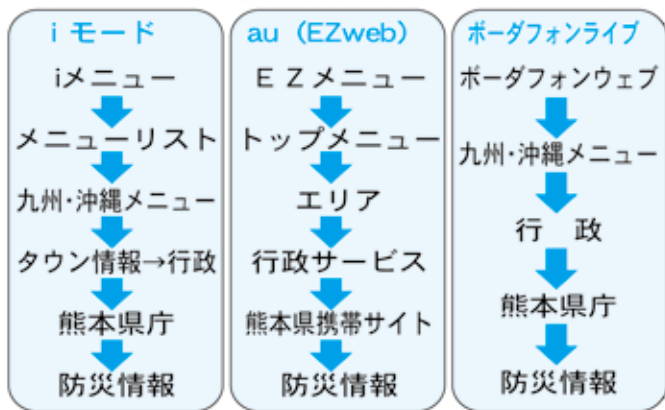 i モード
iメニュー
メニューリスト
九州・沖縄メニュー
タウン情報→行政
熊本県庁
防災情報
au（EZweb）
ＥＺメニュー
トップメニュー
エリア
行政サービス
熊本県携帯サイト
防災情報
ボーダフォンライブ
ボーダフォンウェブ
九州・沖縄メニュー
行　政
熊本県庁
防災情報